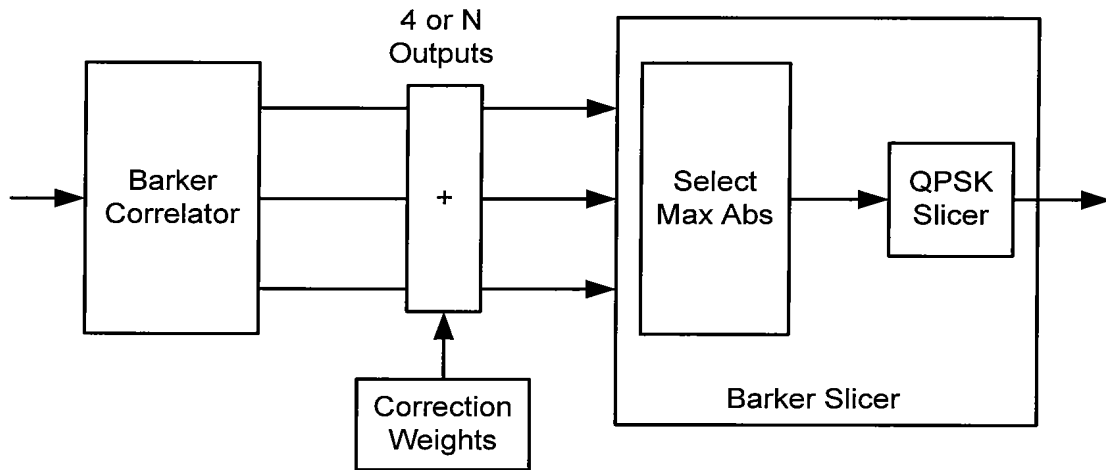 4 or N
Outputs
Barker
Correlator
+
Select
Max Abs
QPSK
Slicer
Correction
Weights
Barker Slicer